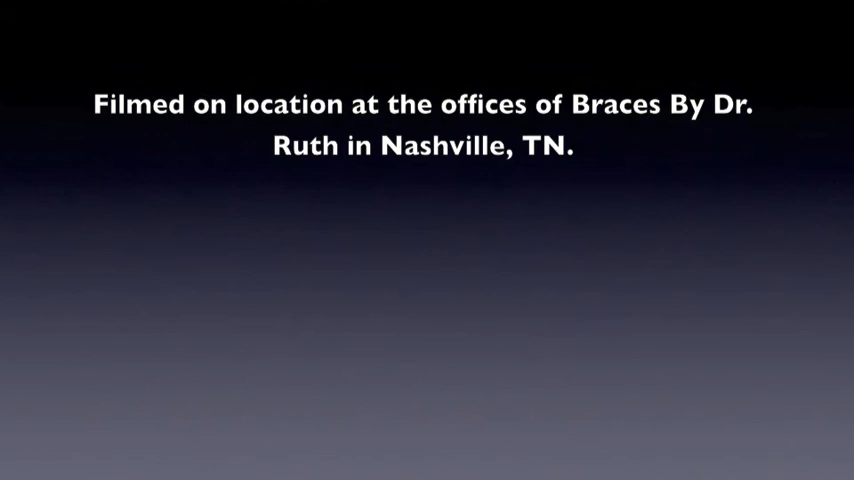 Filmed on location at the offices of Braces By Dr.
Ruth in Nashville, TN.